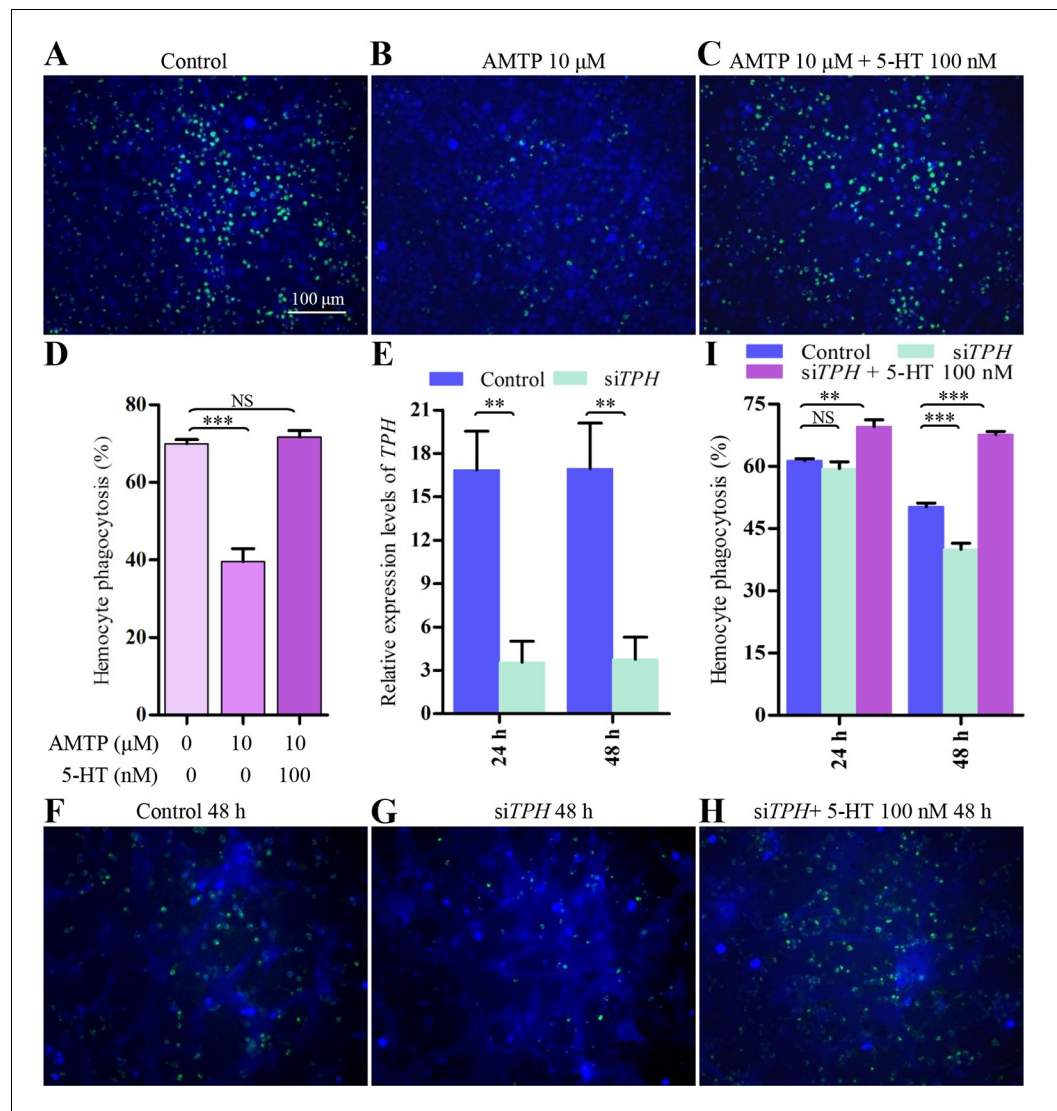 A
Control
B
AMTP 10 μM
C
AMTP 10 μM + 5-HT 100 nM
100 μm
D
Hemocyte phagocytosis (%)
80
60
40
20
0
NS
***
AMTP (μM) 0 10 10
5-HT (nM) 0 0 100
E
Control siTPH
Relative expression levels of TPH
21
18
15
12
9
6
3
0
** **
24 h 48 h
I
Control siTPH
siTPH + 5-HT 100 nM
Hemocyte phagocytosis (%)
75
60
45
30
15
0
** ***
NS ***
24 h 48 h
F
Control 48 h
G
siTPH 48 h
H
siTPH+ 5-HT 100 nM 48 h